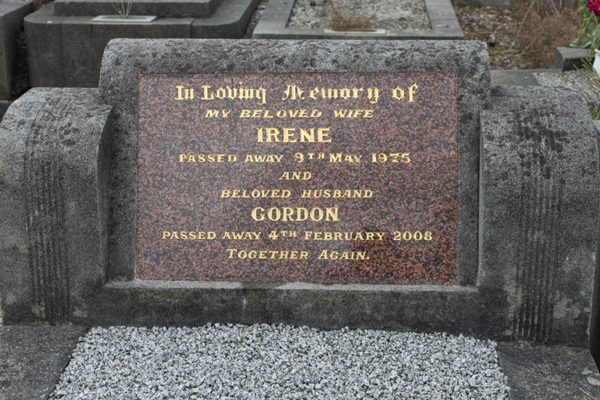 In Loving Memory of
MY BELOVED WIFE
IRENE
PASSED AWAY 9TH MAY 1975
AND
BELOVED HUSBAND
GORDON
PASSED AWAY 4TH FEBRUARY 2008
TOGETHER AGAIN.